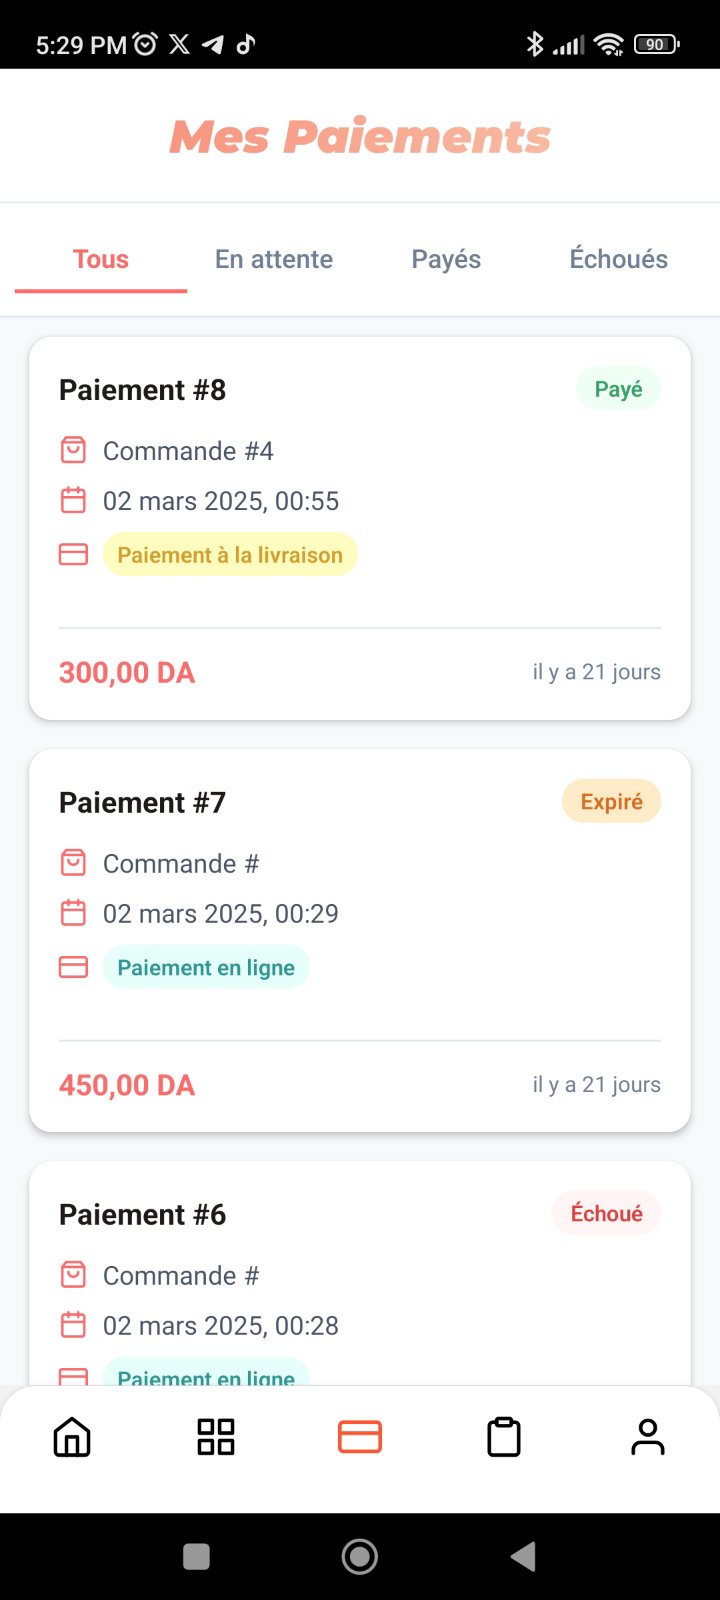 5:29 PM
90
Mes Paiements
Tous En attente Payés Échoués
Paiement #8 Payé
Commande #4
02 mars 2025, 00:55
Paiement à la livraison
300,00 DA il y a 21 jours
Paiement #7 Expiré
Commande #
02 mars 2025, 00:29
Paiement en ligne
450,00 DA il y a 21 jours
Paiement #6 Échoué
Commande #
02 mars 2025, 00:28
Paiement en ligne